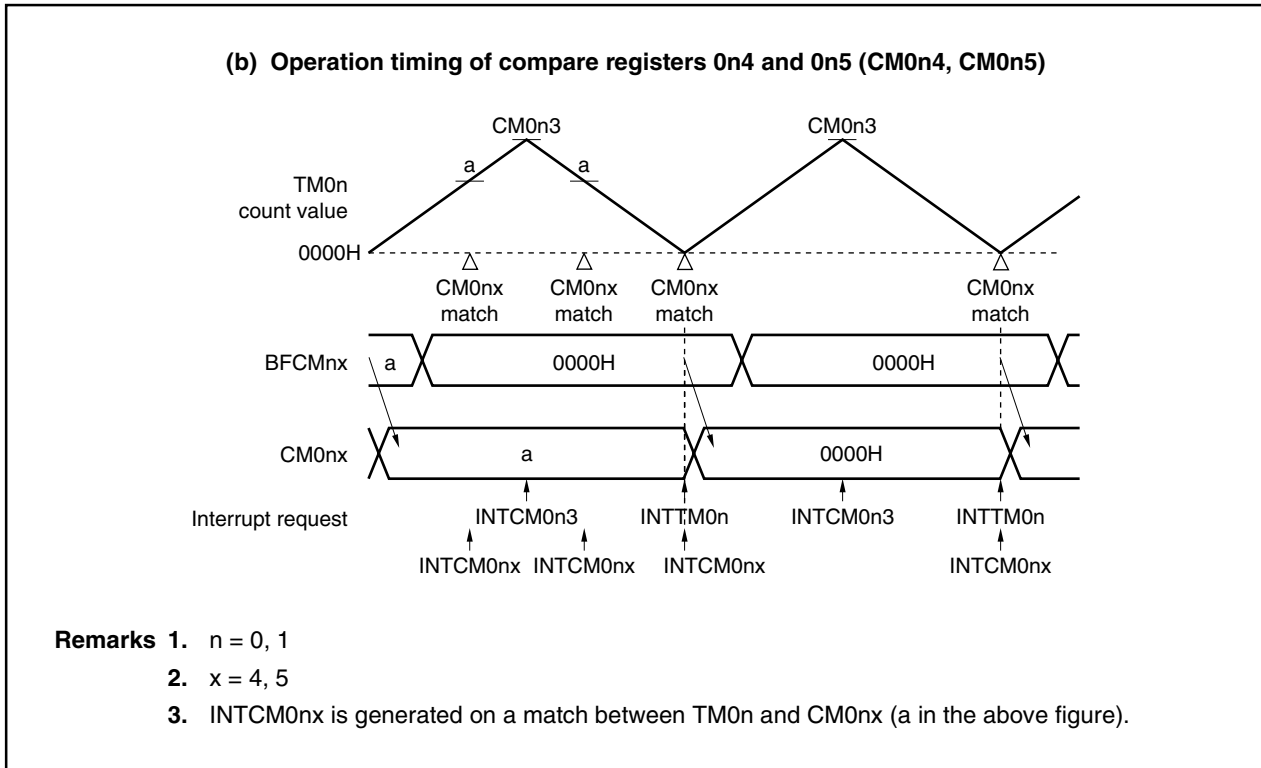 (b) Operation timing of compare registers 0n4 and 0n5 (CM0n4, CM0n5)
CM0n3 CM0n3
a a
TM0n
count value
0000H
CM0nx CM0nx CM0nx CM0nx
match match match match
BFCMnx a 0000H 0000H
CM0nx a 0000H
Interrupt request INTCM0n3 INTTM0n INTCM0n3 INTTM0n
INTCM0nx INTCM0nx INTCM0nx INTCM0nx
Remarks 1. n = 0, 1
2. x = 4, 5
3. INTCM0nx is generated on a match between TM0n and CM0nx (a in the above figure).